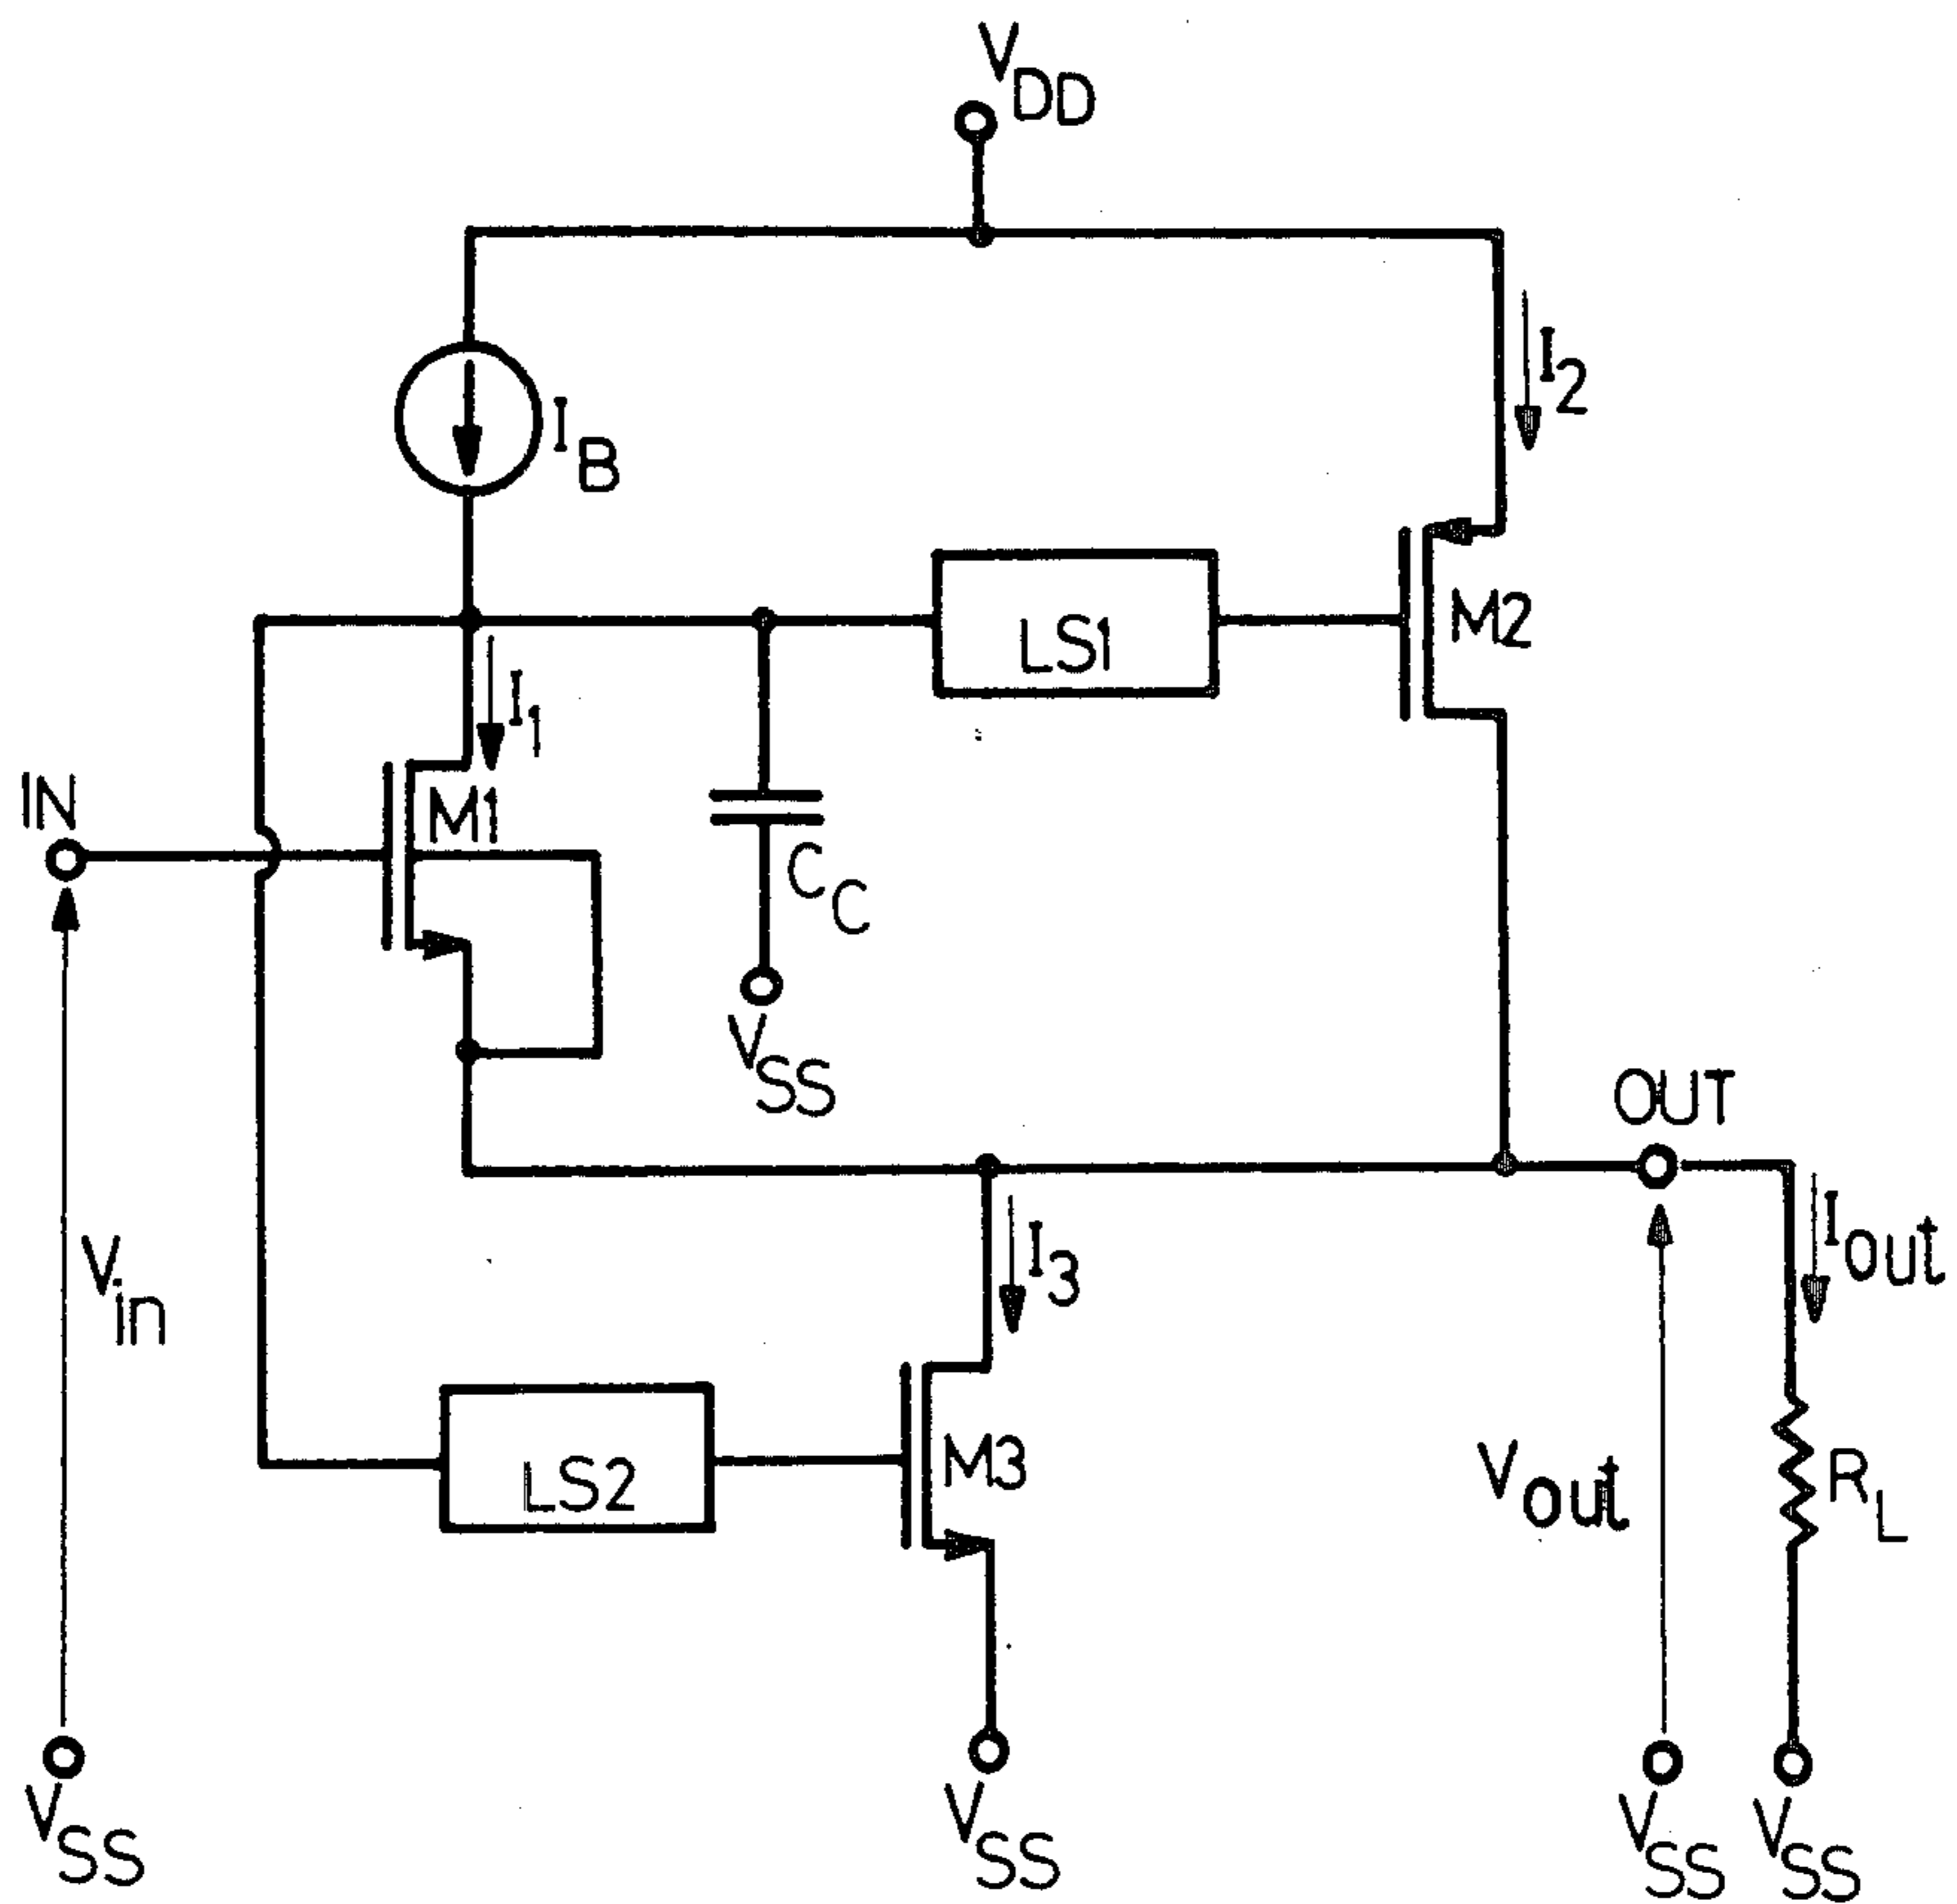 VDD
I2
IB
LS1
M2
I1
IN
M1
CC
VSS
OUT
I3
Iout
Vin
LS2
M3
Vout
RL
VSS
VSS
VSS
VSS